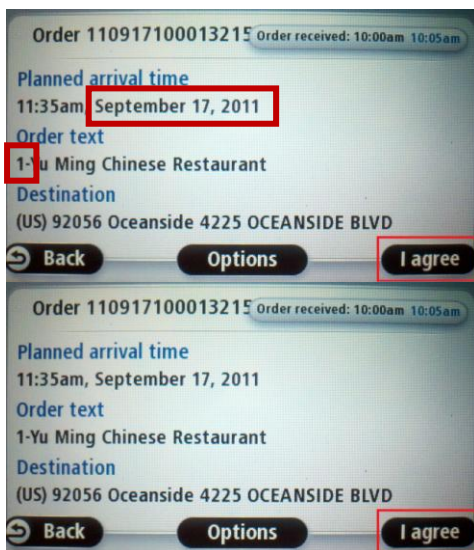 Order 110917100013215 Order received: 10:00am 10:05am
Planned arrival time
11:35am, September 17, 2011
Order text
1-Yu Ming Chinese Restaurant
Destination
(US) 92056 Oceanside 4225 OCEANSIDE BLVD
Back Options I agree
Order 110917100013215 Order received: 10:00am 10:05am
Planned arrival time
11:35am, September 17, 2011
Order text
1-Yu Ming Chinese Restaurant
Destination
(US) 92056 Oceanside 4225 OCEANSIDE BLVD
Back Options I agree